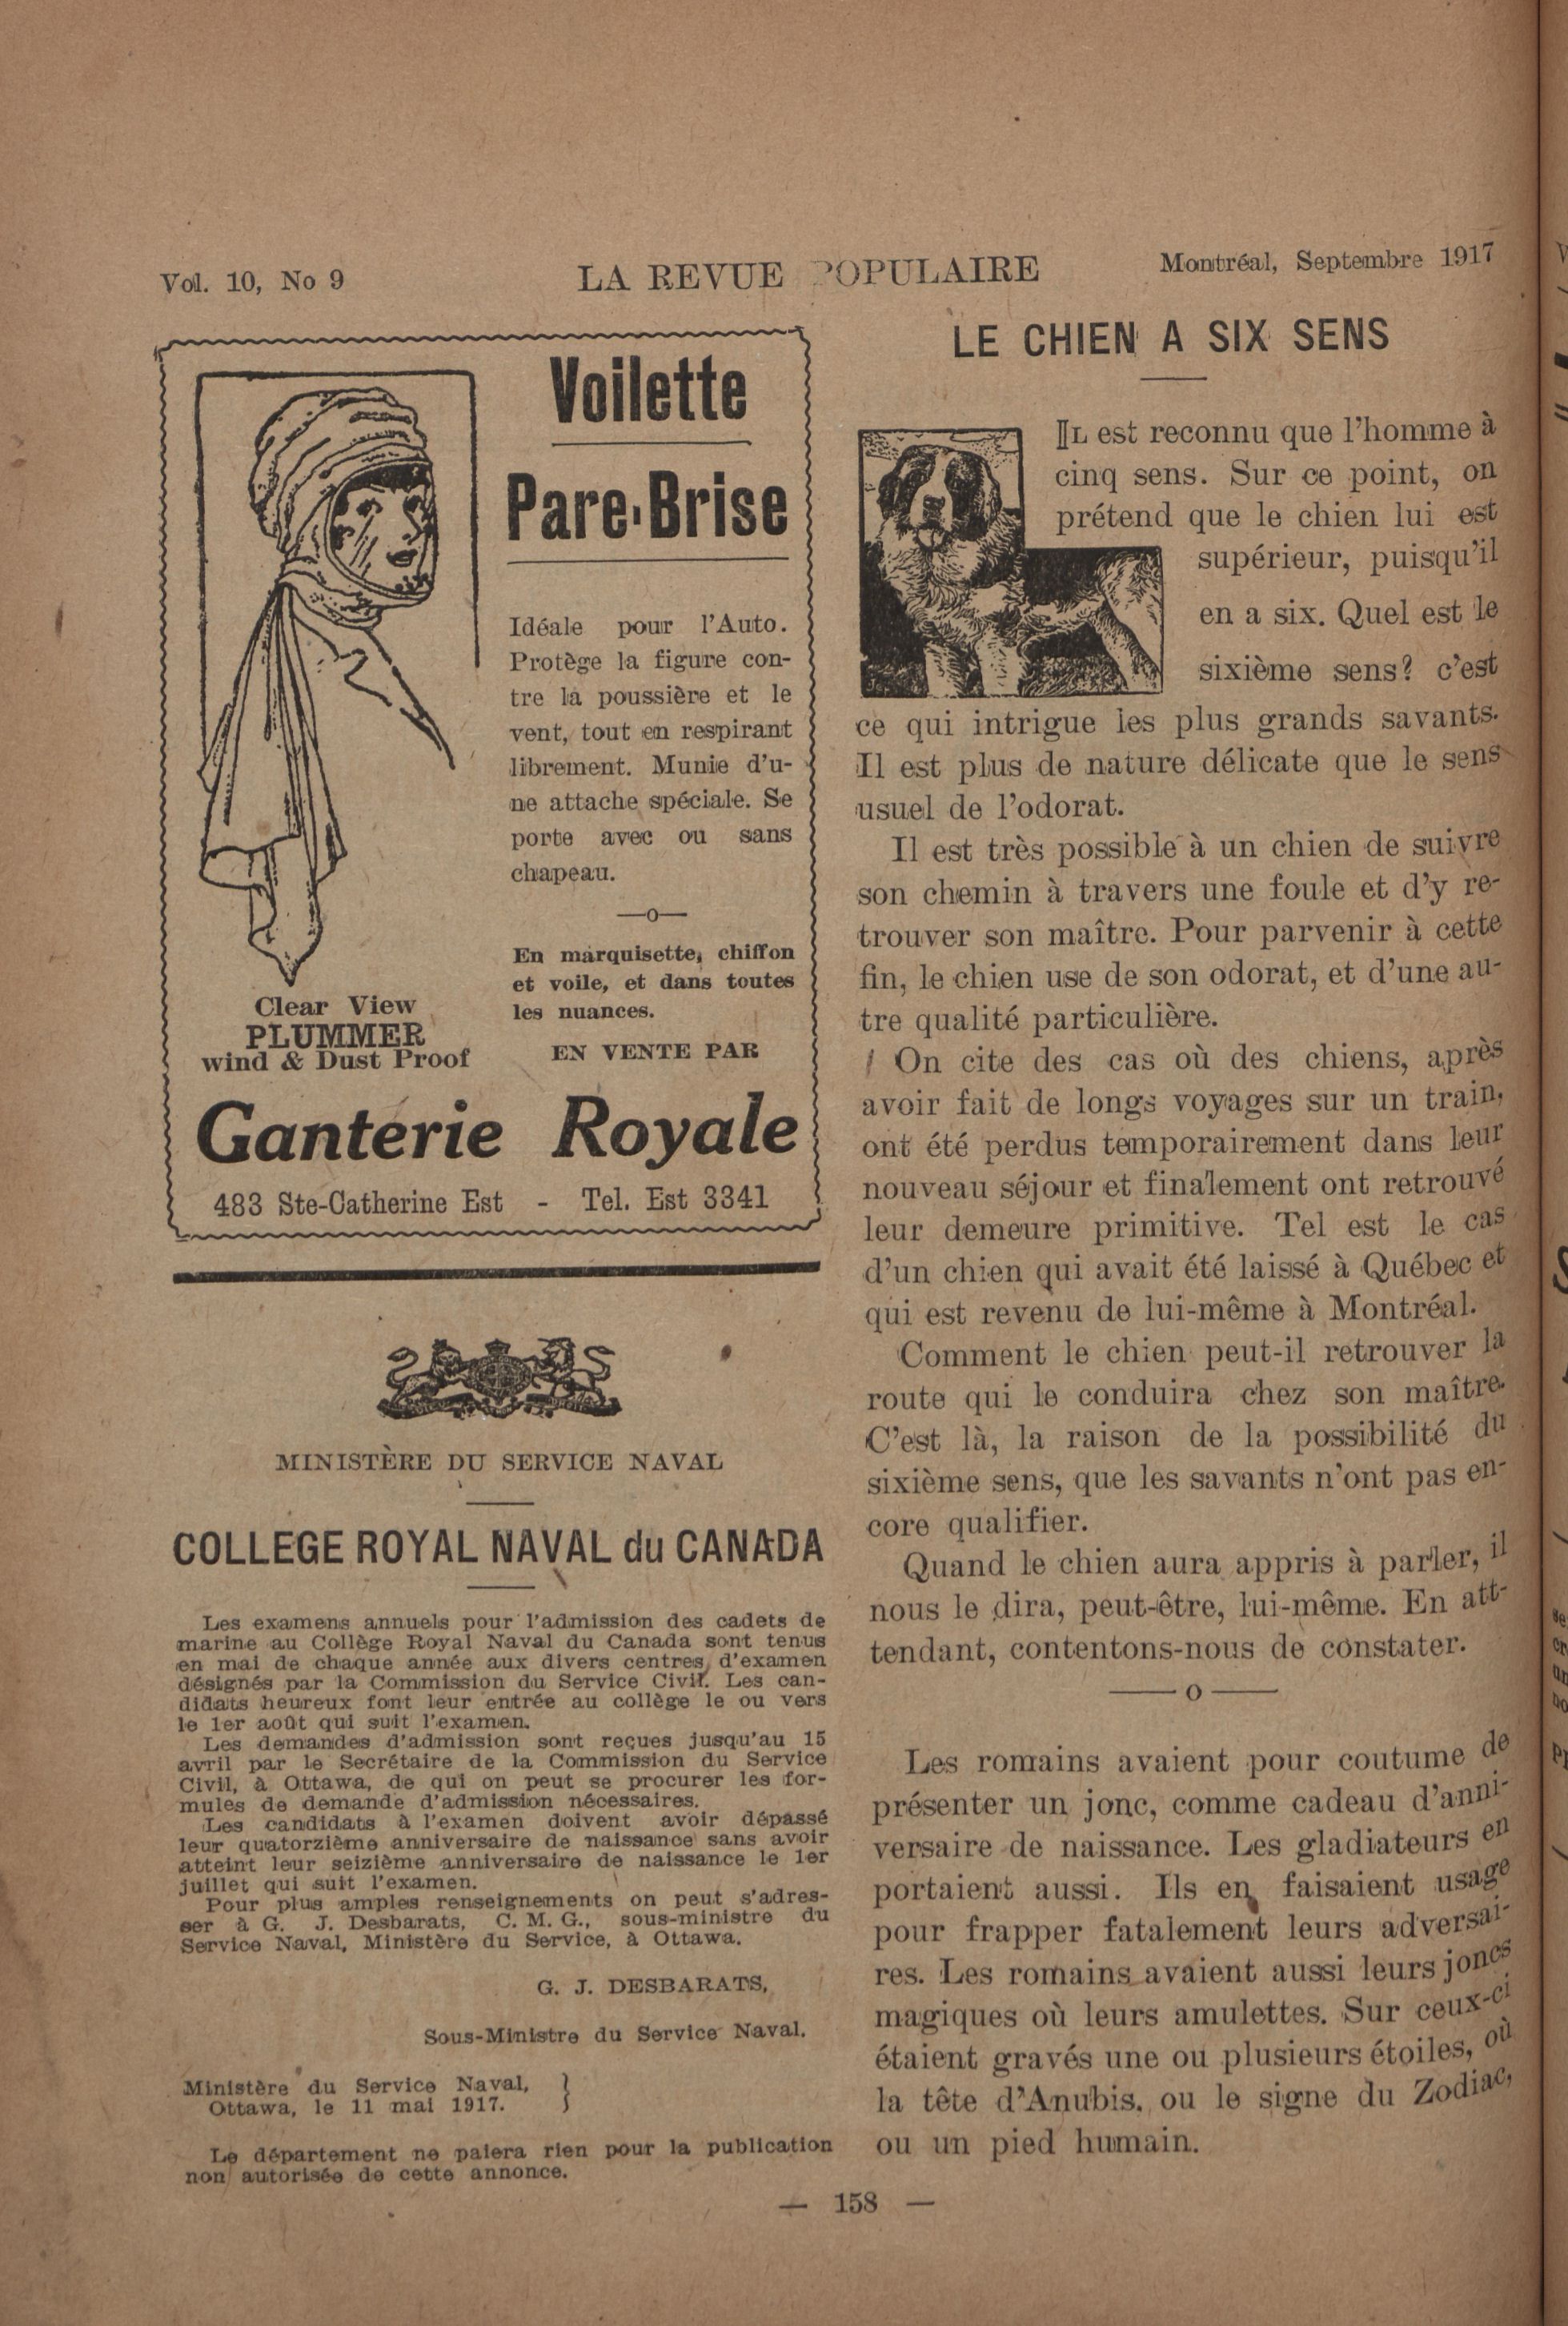 Vol. 10, No 9
LA REVUE POPULAIRE
Montréal, Septembre 1917
Voilette
Pare-Brise
Idéale pour l'Auto.
Protège la figure con-
tre la poussière et le
vent, tout en respirant
librement. Munie d'u-
ne attache spéciale. Se
porte avec ou sans
chapeau.
—o—
En marquisette, chiffon
et voile, et dans toutes
les nuances.
EN VENTE PAR
Clear View
PLUMMER
wind & Dust Proof
Ganterie Royale
483 Ste-Catherine Est - Tel. Est 3341
MINISTÈRE DU SERVICE NAVAL
COLLEGE ROYAL NAVAL du CANADA
Les examens annuels pour l'admission des cadets de
marine au Collège Royal Naval du Canada sont tenus
en mai de chaque année aux divers centres, d'examen
désignés par la Commission du Service Civil. Les can-
didats heureux font leur entrée au collège le ou vers
le 1er août qui suit l'examen.
Les demandes d'admission sont reçues jusqu'au 15
avril par le Secrétaire de la Commission du Service
Civil, à Ottawa, de qui on peut se procurer les for-
mules de demande d'admission nécessaires.
Les candidats à l'examen doivent avoir dépassé
leur quatorzième anniversaire de naissance sans avoir
atteint leur seizième anniversaire de naissance le 1er
juillet qui suit l'examen.
Pour plus amples renseignements on peut s'adres-
ser à G. J. Desbarats, C. M. G., sous-ministre du
Service Naval, Ministère du Service, à Ottawa.
G. J. DESBARATS,
Sous-Ministre du Service Naval.
Ministère du Service Naval, }
Ottawa, le 11 mai 1917.
Le département ne paiera rien pour la publication
non autorisée de cette annonce.
LE CHIEN A SIX SENS
IL est reconnu que l'homme à
cinq sens. Sur ce point, on
prétend que le chien lui est
supérieur, puisqu'il
en a six. Quel est le
sixième sens? c'est
ce qui intrigue les plus grands savants.
Il est plus de nature délicate que le sens
usuel de l'odorat.
Il est très possible à un chien de suivre
son chemin à travers une foule et d'y re-
trouver son maître. Pour parvenir à cette
fin, le chien use de son odorat, et d'une au-
tre qualité particulière.
On cite des cas où des chiens, après
avoir fait de longs voyages sur un train,
ont été perdus temporairement dans leur
nouveau séjour et finalement ont retrouvé
leur demeure primitive. Tel est le cas
d'un chien qui avait été laissé à Québec et
qui est revenu de lui-même à Montréal.
Comment le chien peut-il retrouver la
route qui le conduira chez son maître.
C'est là, la raison de la possibilité du
sixième sens, que les savants n'ont pas en-
core qualifier.
Quand le chien aura appris à parler, il
nous le dira, peut-être, lui-même. En att-
tendant, contentons-nous de constater.
—o—
Les romains avaient pour coutume de
présenter un jonc, comme cadeau d'anni-
versaire de naissance. Les gladiateurs en
portaient aussi. Ils en faisaient usage
pour frapper fatalement leurs adversai-
res. Les romains avaient aussi leurs joncs
magiques où leurs amulettes. Sur ceux-ci
étaient gravés une ou plusieurs étoiles, où
la tête d'Anubis, ou le signe du Zodiac,
ou un pied humain.
— 158 —